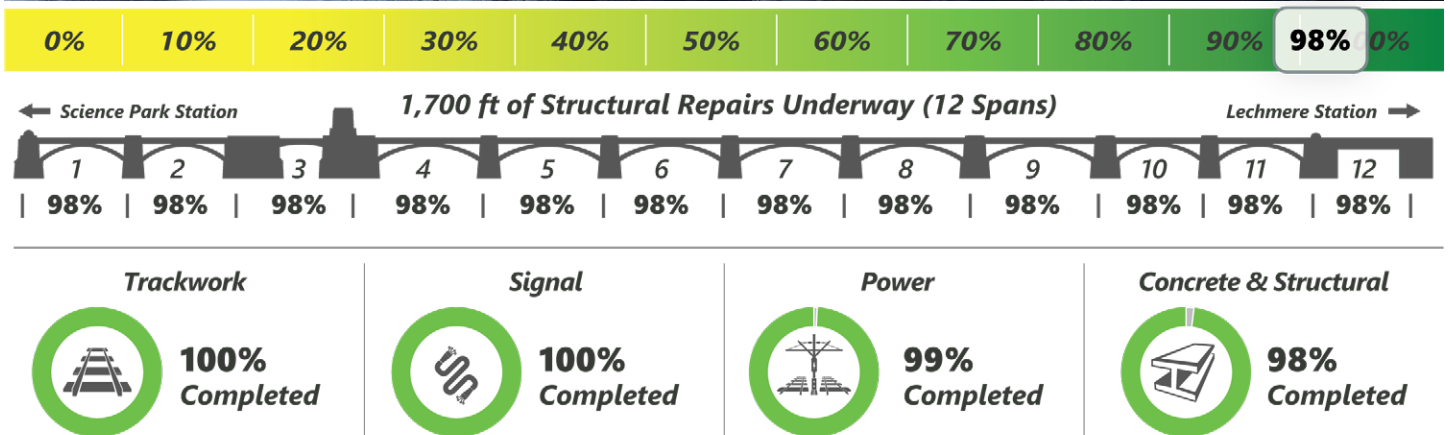 0% 10% 20% 30% 40% 50% 60% 70% 80% 90% 98% 0%
Science Park Station 1,700 ft of Structural Repairs Underway (12 Spans) Lechmere Station
1 2 3 4 5 6 7 8 9 10 11 12
| 98% | 98% | 98% | 98% | 98% | 98% | 98% | 98% | 98% | 98% | 98% | 98% |
Trackwork
100%
Completed
Signal
100%
Completed
Power
99%
Completed
Concrete & Structural
98%
Completed